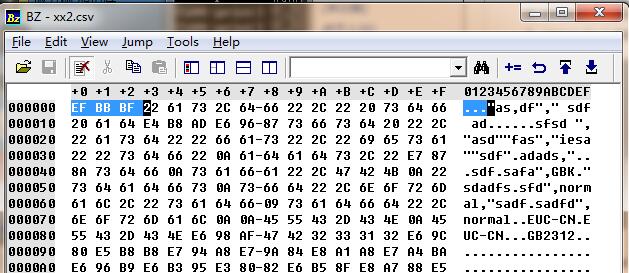 BZ - xx2.csv
File Edit View Jump Tools Help
+0 +1 +2 +3 +4 +5 +6 +7 +8 +9 +A +B +C +D +E +F 0123456789ABCDEF
000000 EF BB BF 22 61 73 2C 64-66 22 2C 22 20 73 64 66 ..."as,df"," sdf
000010 20 61 64 E4 B8 AD E6 96-87 73 66 73 64 20 22 2C  ad......sfsd ",
000020 22 61 73 64 22 22 66 61-73 22 2C 22 69 65 73 61 "asd""fas","iesa
000030 22 22 73 64 66 22 0A 61-64 61 64 73 2C 22 E7 87 ""sdf".adads,"..
000040 8A 73 64 66 0A 73 61 66-61 22 2C 47 42 4B 0A 22 .sdf.safa",GBK."
000050 73 64 61 64 66 73 0A 73-66 64 22 2C 6E 6F 72 6D sdadfs.sfd",norm
000060 61 6C 2C 22 73 61 64 66-09 73 61 64 66 64 22 2C al,"sadf.sadfd",
000070 6E 6F 72 6D 61 6C 0A 0A-45 55 43 2D 43 4E 0A 45 normal..EUC-CN.E
000080 55 43 2D 43 4E E6 98 AF-47 42 32 33 31 32 E6 9C UC-CN...GB2312..
000090 80 E5 B8 B8 E7 94 A8 E7-9A 84 E8 A1 A8 E7 A4 BA ................
0000A0 E6 96 B9 E6 B3 95 E3 80-82 E6 B5 8F E8 A7 88 E5 ................